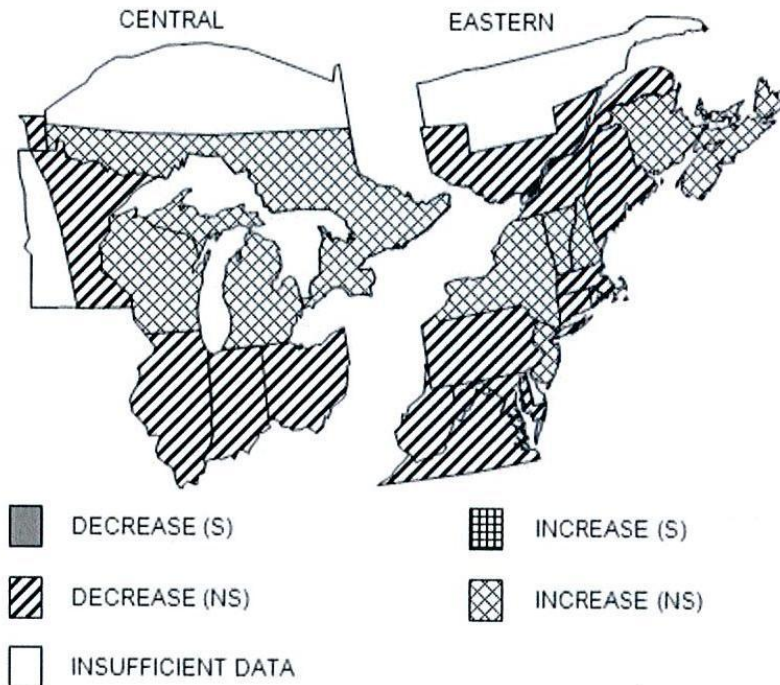 CENTRAL
EASTERN
DECREASE (S)
INCREASE (S)
DECREASE (NS)
INCREASE (NS)
INSUFFICIENT DATA